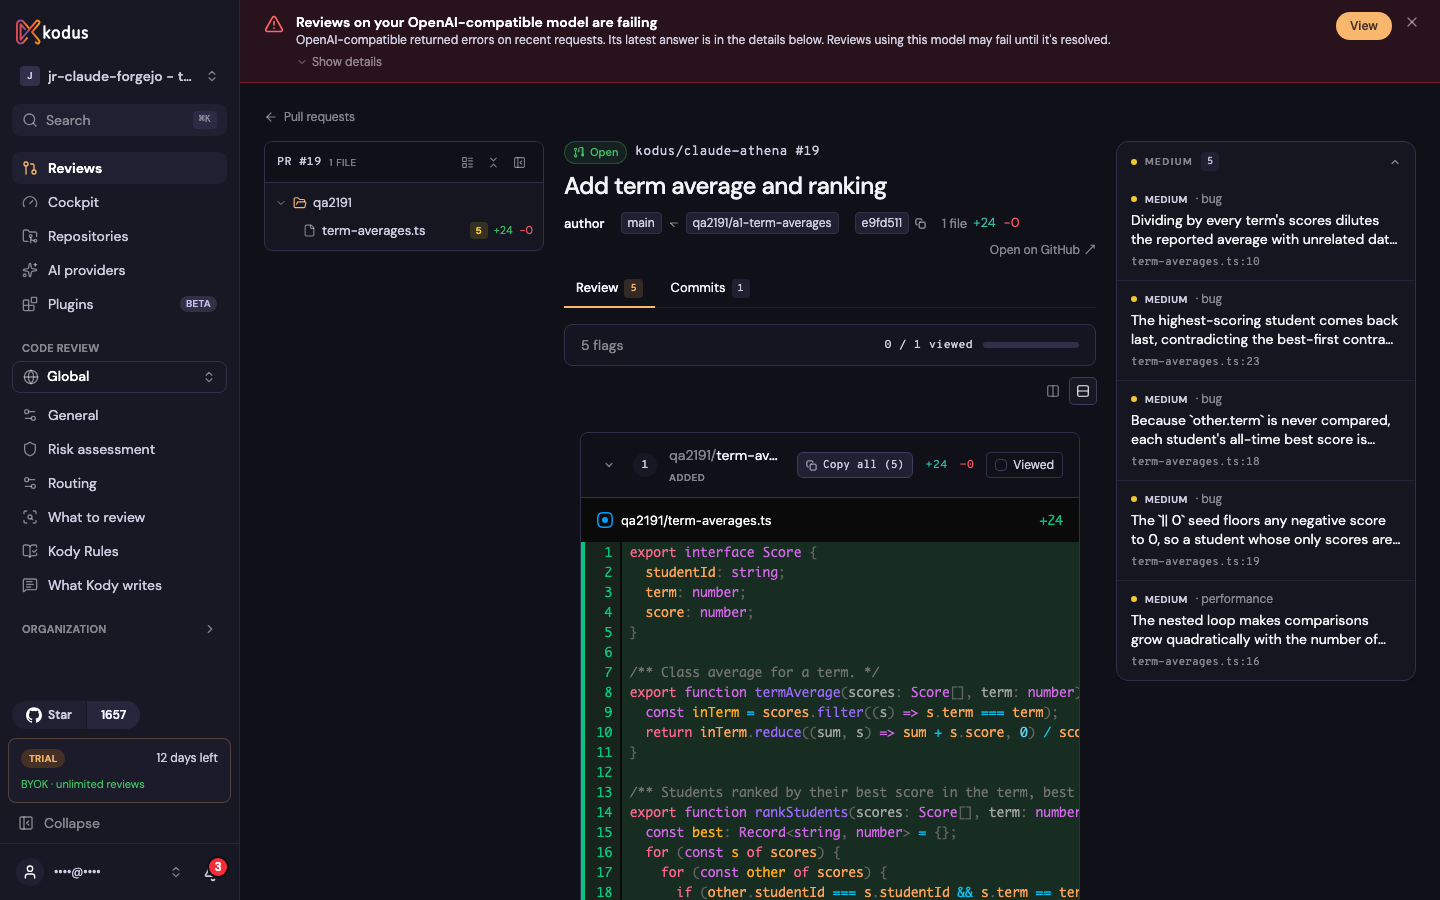 kodus
J jr-claude-forgejo - t...
Search ⌘K
Reviews
Cockpit
Repositories
AI providers
Plugins BETA
CODE REVIEW
Global
General
Risk assessment
Routing
What to review
Kody Rules
What Kody writes
ORGANIZATION
Star 1657
TRIAL 12 days left
BYOK · unlimited reviews
Collapse
••••@•••• 3
Reviews on your OpenAI-compatible model are failing
OpenAI-compatible returned errors on recent requests. Its latest answer is in the details below. Reviews using this model may fail until it's resolved.
Show details
View
← Pull requests
PR #19 1 FILE
qa2191
term-averages.ts 5 +24 -0
Open kodus/claude-athena #19
Add term average and ranking
author main ← qa2191/a1-term-averages e9fd511 1 file +24 -0
Open on GitHub ↗
Review 5 Commits 1
5 flags 0 / 1 viewed
1 qa2191/term-av... Copy all (5) +24 -0 Viewed
ADDED
qa2191/term-averages.ts +24
1 export interface Score {
2 studentId: string;
3 term: number;
4 score: number;
5 }
6
7 /** Class average for a term. */
8 export function termAverage(scores: Score[], term: number)
9 const inTerm = scores.filter((s) => s.term === term);
10 return inTerm.reduce((sum, s) => sum + s.score, 0) / sco
11 }
12
13 /** Students ranked by their best score in the term, best
14 export function rankStudents(scores: Score[], term: number
15 const best: Record<string, number> = {};
16 for (const s of scores) {
17 for (const other of scores) {
18 if (other.studentId === s.studentId && s.term == ter
MEDIUM 5
MEDIUM · bug
Dividing by every term's scores dilutes
the reported average with unrelated dat...
term-averages.ts:10
MEDIUM · bug
The highest-scoring student comes back
last, contradicting the best-first contra...
term-averages.ts:23
MEDIUM · bug
Because `other.term` is never compared,
each student's all-time best score is...
term-averages.ts:18
MEDIUM · bug
The `|| 0` seed floors any negative score
to 0, so a student whose only scores are...
term-averages.ts:19
MEDIUM · performance
The nested loop makes comparisons
grow quadratically with the number of...
term-averages.ts:16